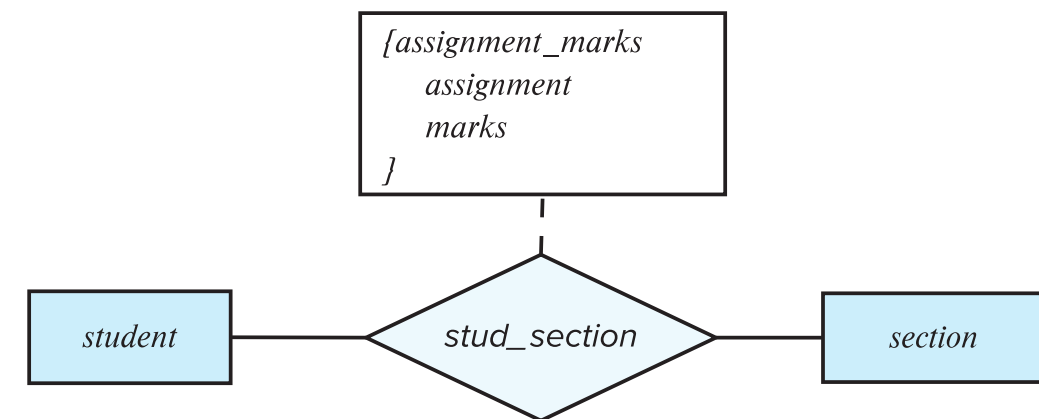 {assignment_marks
assignment
marks
}
student
stud_section
section